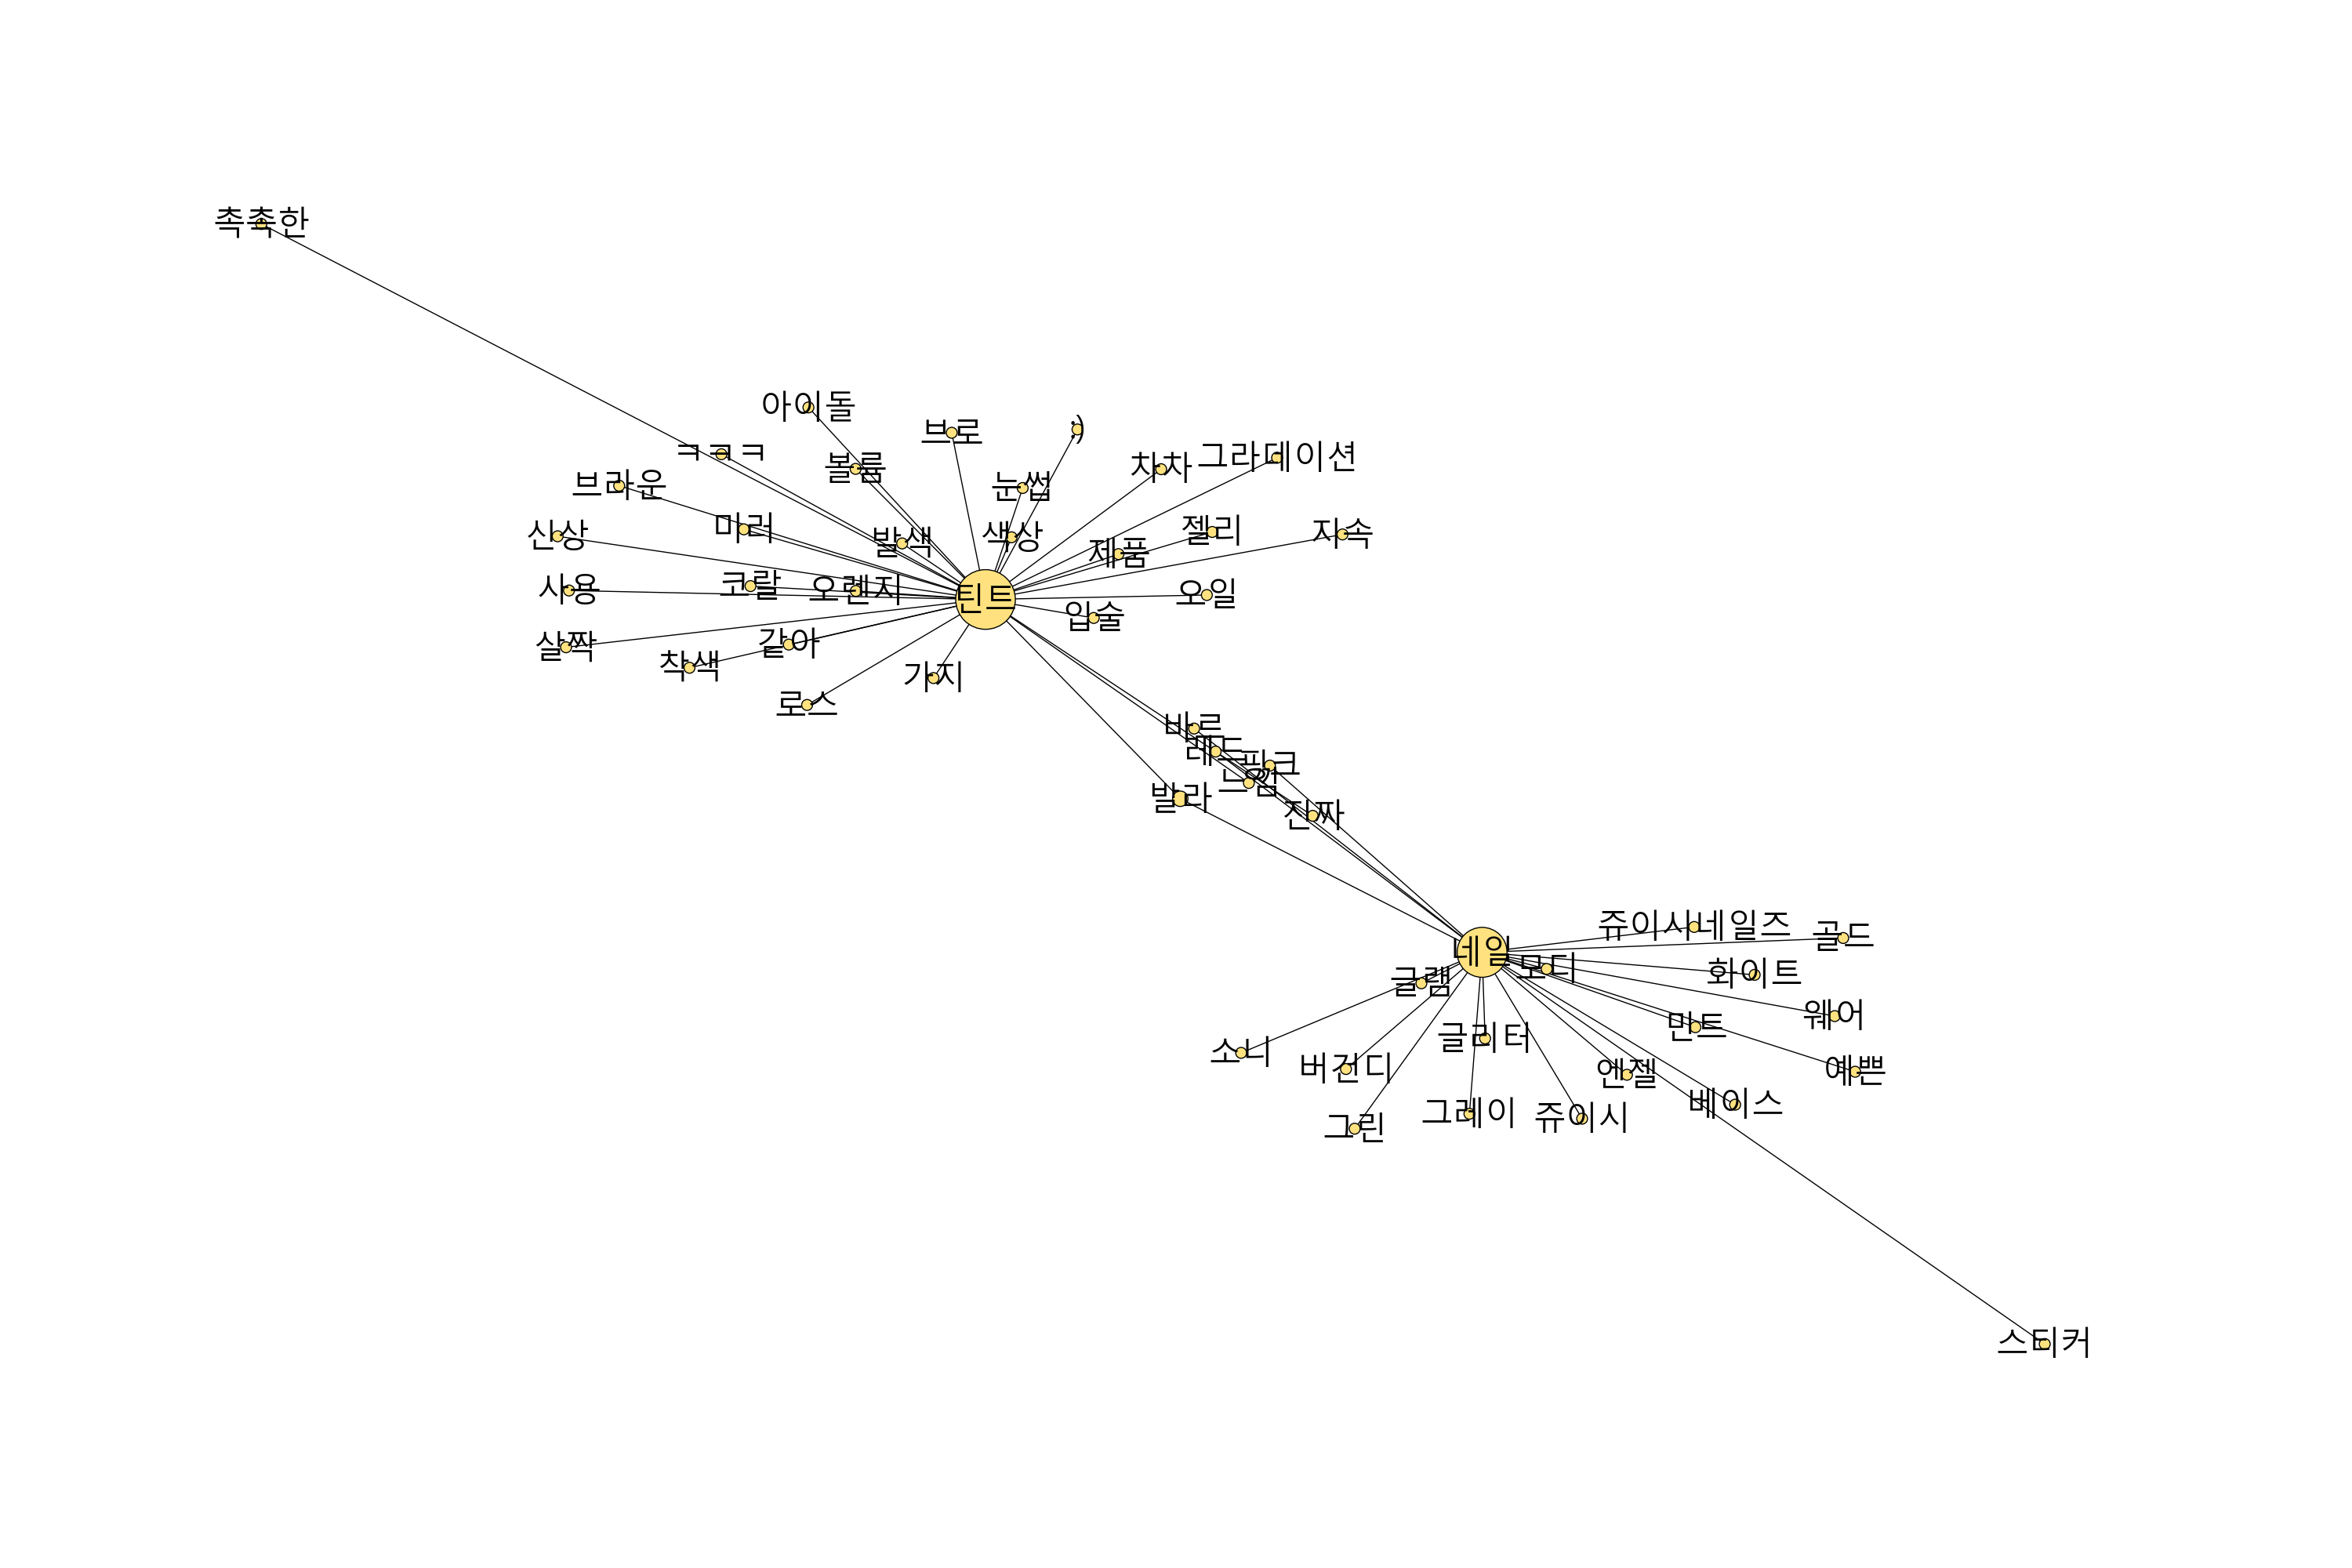 촉촉한
아이돌
브로
:)
ㅋㅋㅋ
볼륨
차차
그라데이션
브라운
눈썹
신상
미러
발색
색상
제품
젤리
지속
사용
코랄
오렌지
틴트
오일
입술
살짝
착색
같아
가지
로스
바르
레드
핑크
발라
진짜
쥬이시네일즈
골드
네일
모디
화이트
글램
웨어
민트
소니
버건디
글리터
엔젤
예쁜
그린
그레이
쥬이시
베이스
스티커